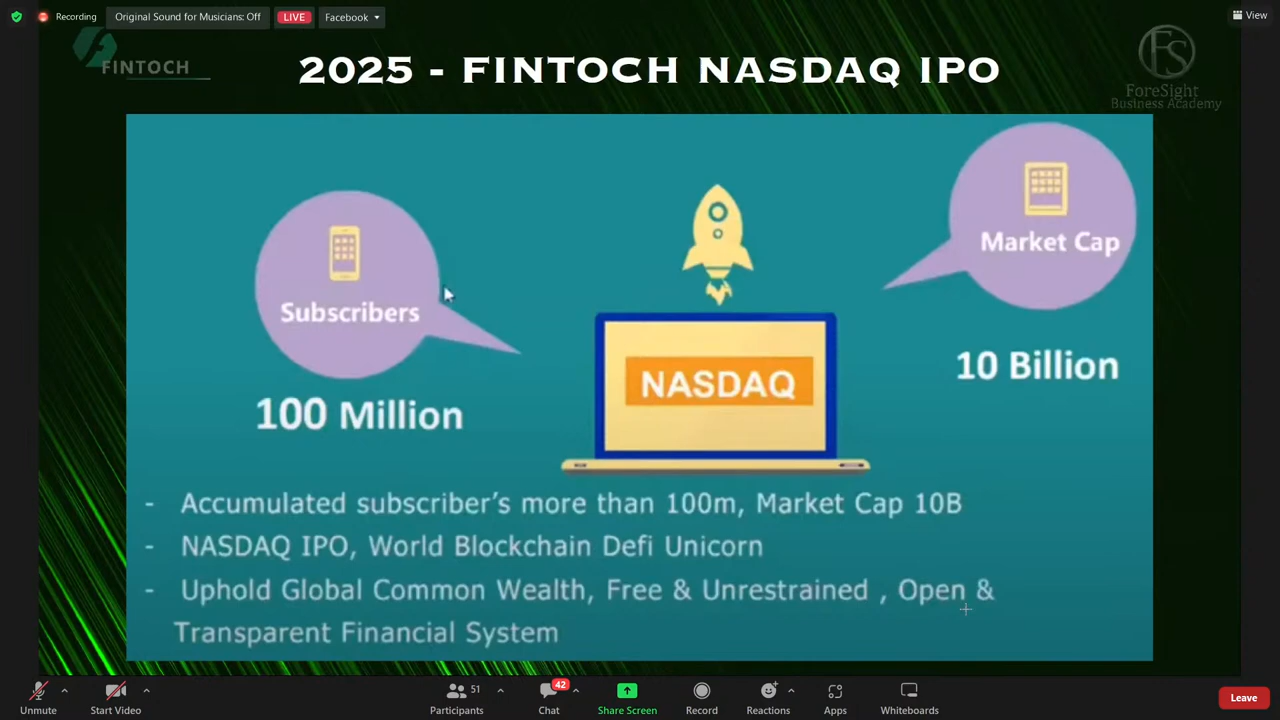 Recording
Original Sound for Musicians: Off
LIVE
Facebook
View
FINTOCH
2025 - FINTOCH NASDAQ IPO
FS
ForeSight
Business Academy
Market Cap
Subscribers
10 Billion
NASDAQ
100 Million
- Accumulated subscriber's more than 100m, Market Cap 10B
- NASDAQ IPO, World Blockchain Defi Unicorn
- Uphold Global Common Wealth, Free & Unrestrained , Open &
Transparent Financial System
51
42
Unmute
Start Video
Participants
Chat
Share Screen
Record
Reactions
Apps
Whiteboards
Leave